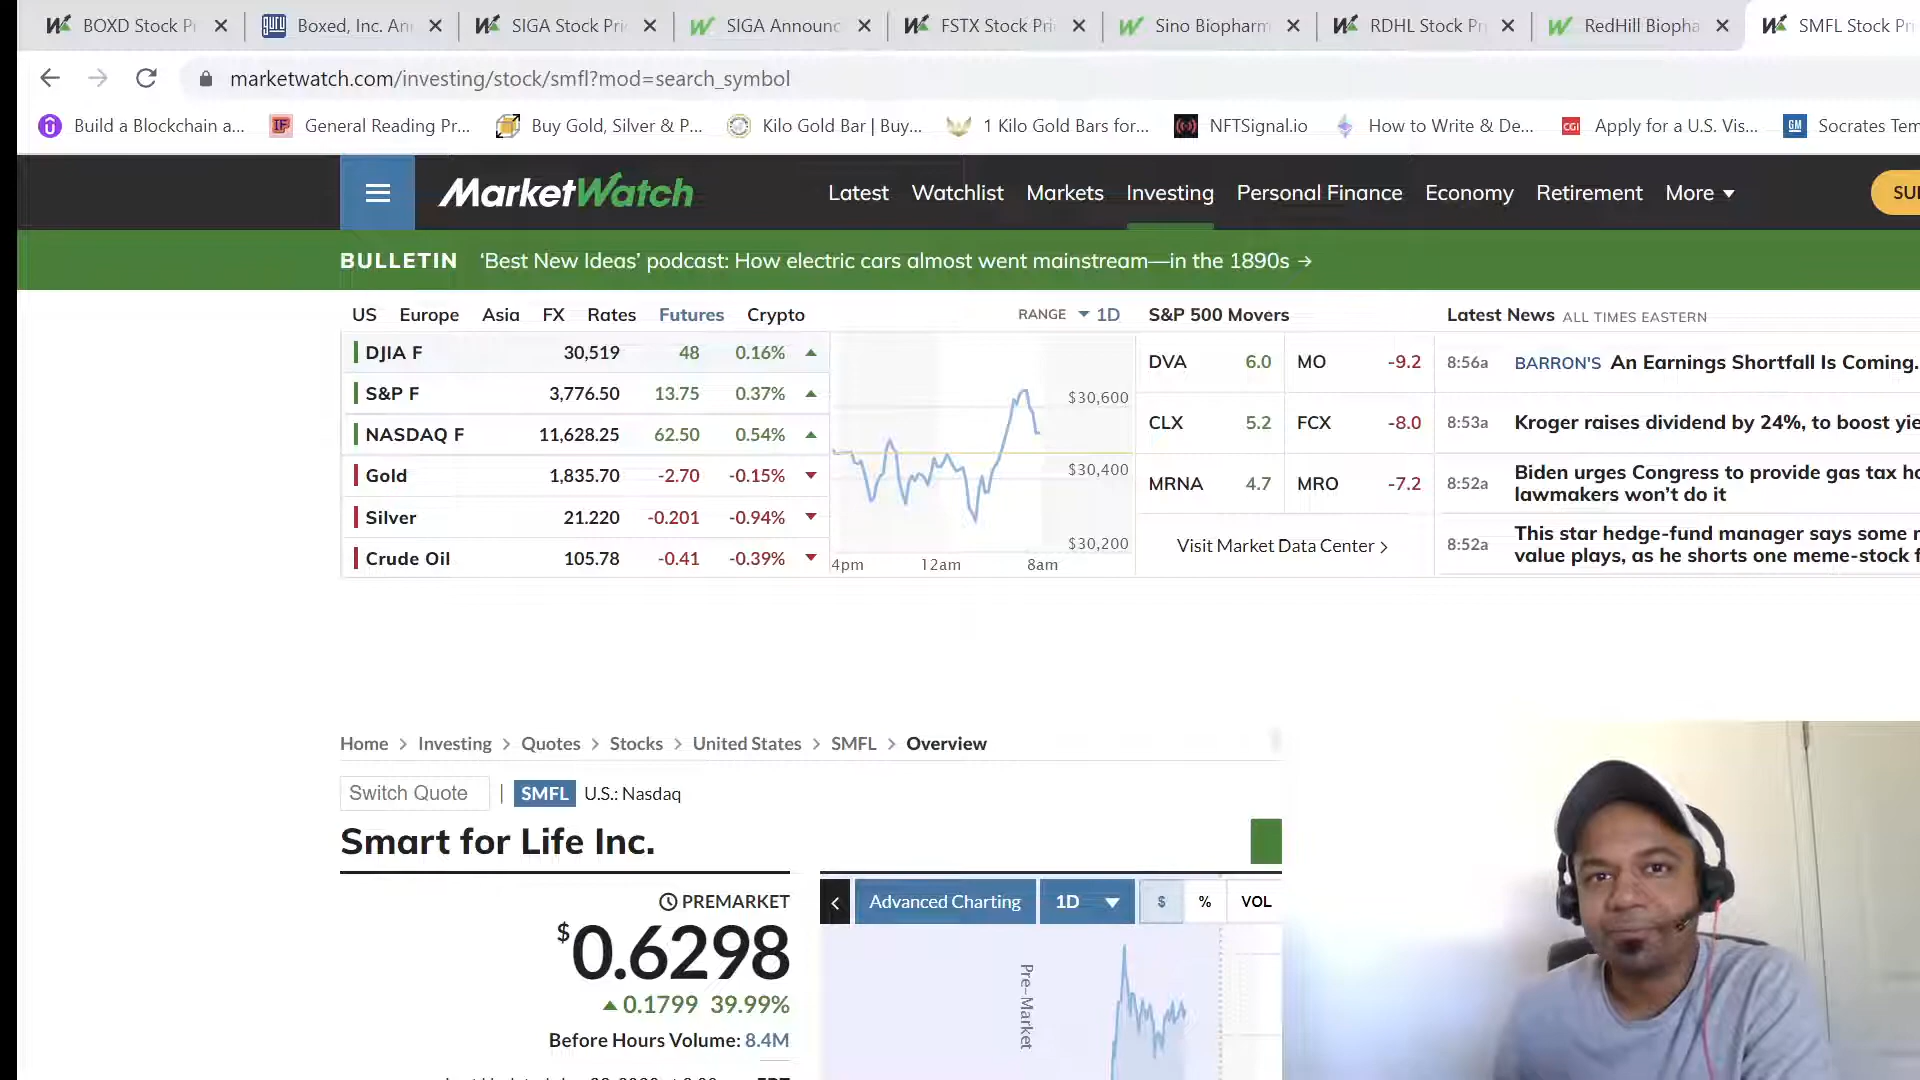 BOXD Stock Pr
Boxed, Inc. An
SIGA Stock Pri
SIGA Announc
FSTX Stock Pri
Sino Biopharm
RDHL Stock Pr
RedHill Biopha
SMFL Stock Pri
marketwatch.com/investing/stock/smfl?mod=search_symbol
Build a Blockchain a...
General Reading Pr...
Buy Gold, Silver & P...
Kilo Gold Bar | Buy...
1 Kilo Gold Bars for...
NFTSignal.io
How to Write & De...
Apply for a U.S. Vis...
Socrates Tem
MarketWatch
Latest Watchlist Markets Investing Personal Finance Economy Retirement More
SU
BULLETIN 'Best New Ideas' podcast: How electric cars almost went mainstream—in the 1890s →
US Europe Asia FX Rates Futures Crypto
RANGE 1D
DJIA F 30,519 48 0.16%
S&P F 3,776.50 13.75 0.37%
NASDAQ F 11,628.25 62.50 0.54%
Gold 1,835.70 -2.70 -0.15%
Silver 21.220 -0.201 -0.94%
Crude Oil 105.78 -0.41 -0.39%
$30,600
$30,400
$30,200
4pm 12am 8am
S&P 500 Movers
DVA 6.0 MO -9.2
CLX 5.2 FCX -8.0
MRNA 4.7 MRO -7.2
Visit Market Data Center >
Latest News ALL TIMES EASTERN
8:56a BARRON'S An Earnings Shortfall Is Coming.
8:53a Kroger raises dividend by 24%, to boost yie
8:52a Biden urges Congress to provide gas tax ho
lawmakers won't do it
8:52a This star hedge-fund manager says some
value plays, as he shorts one meme-stock f
Home > Investing > Quotes > Stocks > United States > SMFL > Overview
Switch Quote | SMFL U.S.: Nasdaq
Smart for Life Inc.
PREMARKET
$0.6298
0.1799 39.99%
Before Hours Volume: 8.4M
Advanced Charting 1D $ % VOL
Pre-Market